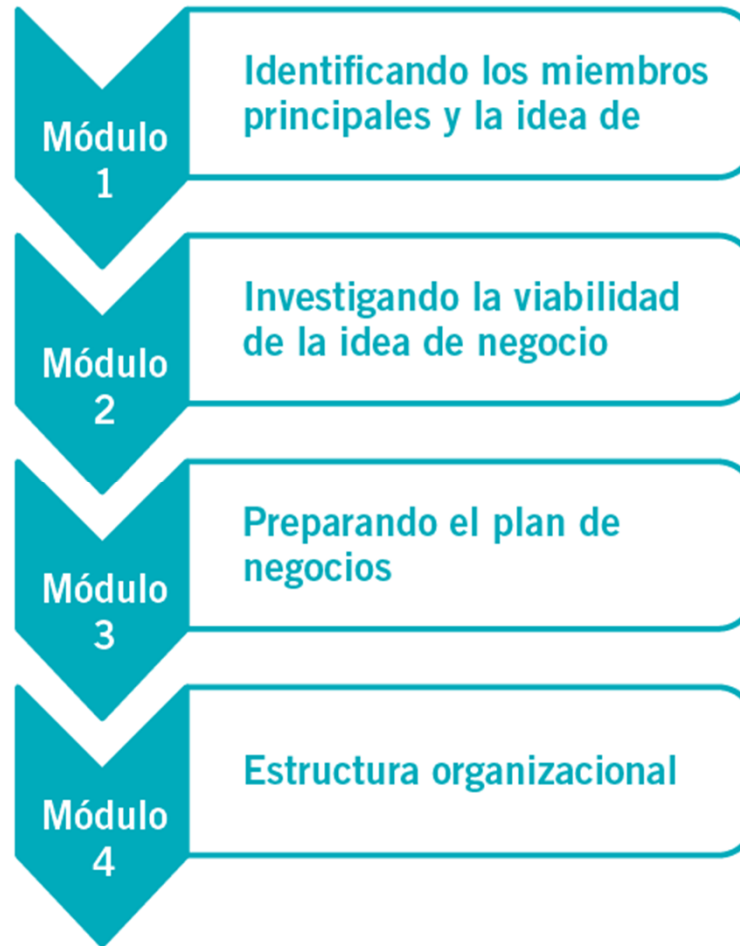 Módulo
1
Identificando los miembros
principales y la idea de
Módulo
2
Investigando la viabilidad
de la idea de negocio
Módulo
3
Preparando el plan de
negocios
Módulo
4
Estructura organizacional